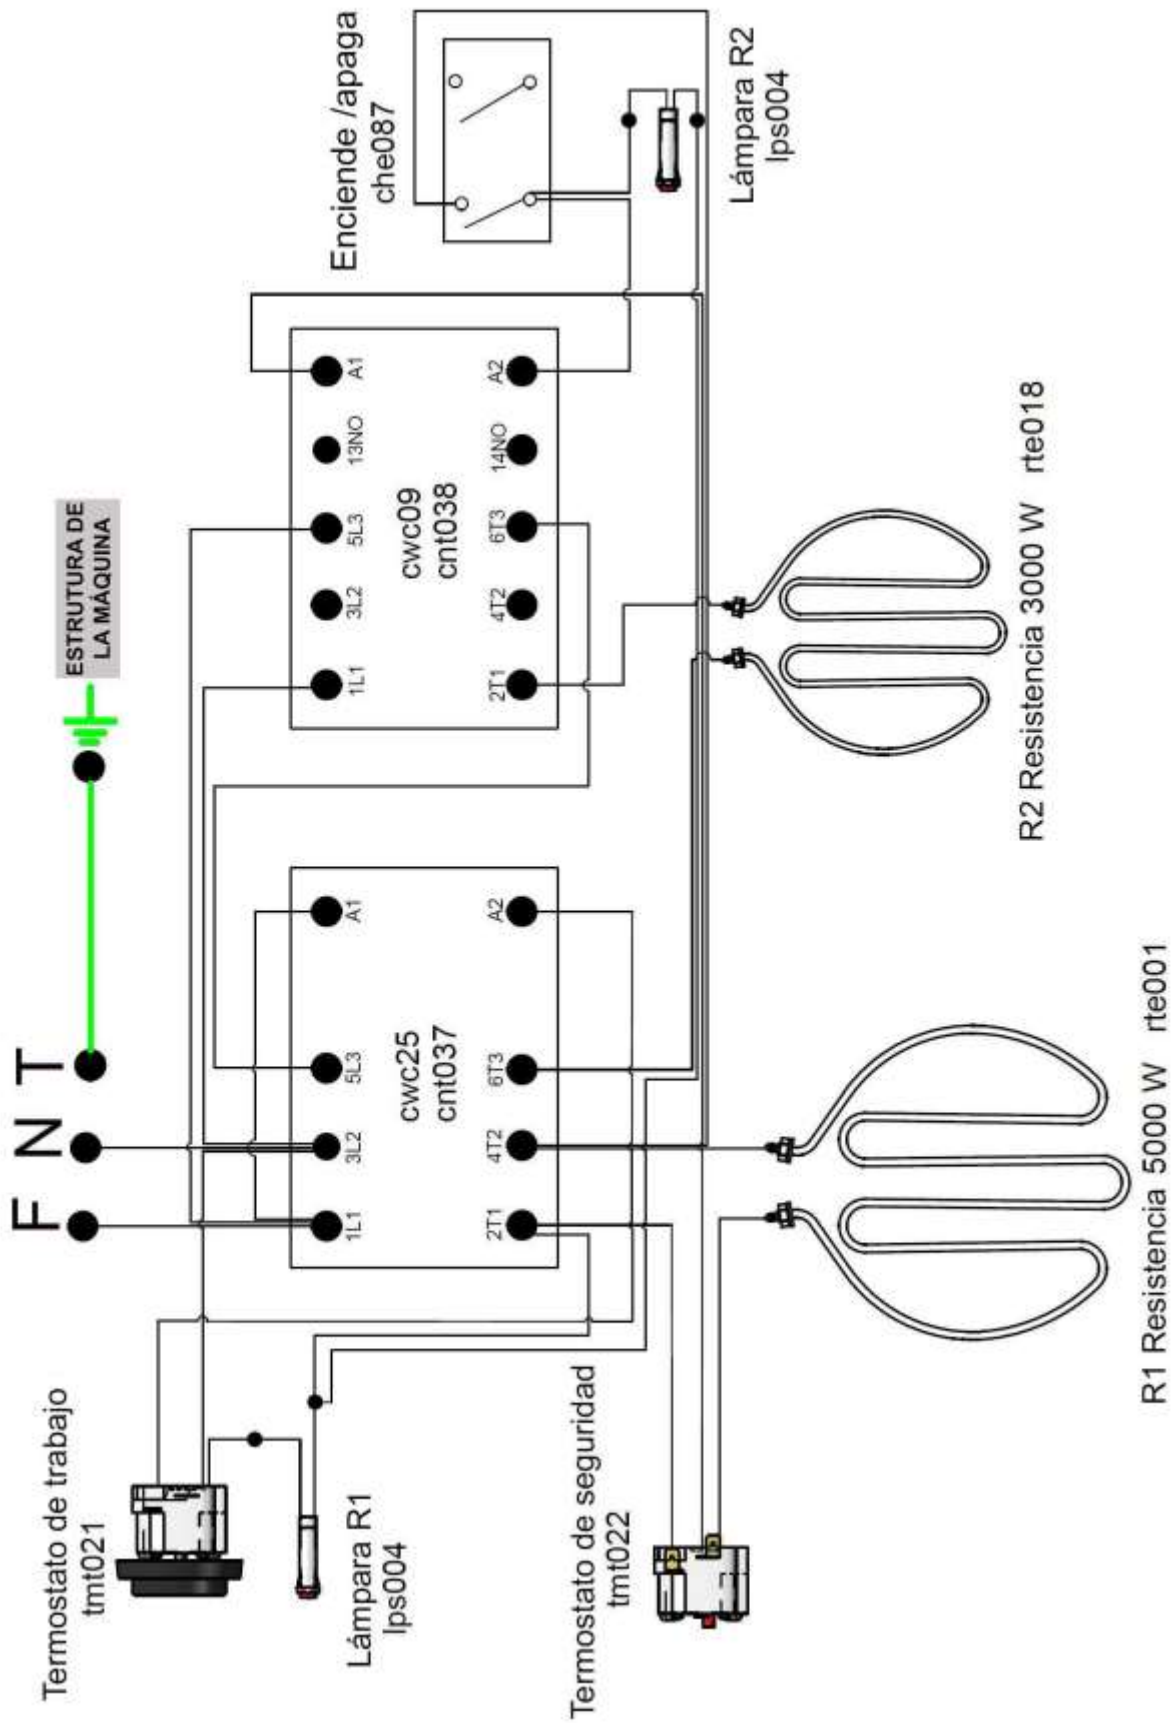 F
N
T
ESTRUTURA DE
LA MÁQUINA
Termostato de trabajo
tmt021
Lámpara R1
lps004
Termostato de seguridad
tmt022
1L1
3L2
5L3
A1
cwc25
cnt037
2T1
4T2
6T3
A2
1L1
3L2
5L3
13NO
A1
cwc09
cnt038
2T1
4T2
6T3
14NO
A2
Enciende /apaga
che087
Lámpara R2
lps004
R1 Resistencia 5000 W rte001
R2 Resistencia 3000 W rte018